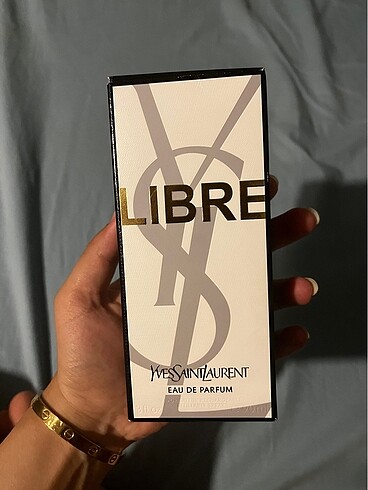 LIBRE
YVESSAINTLAURENT
EAU DE PARFUM